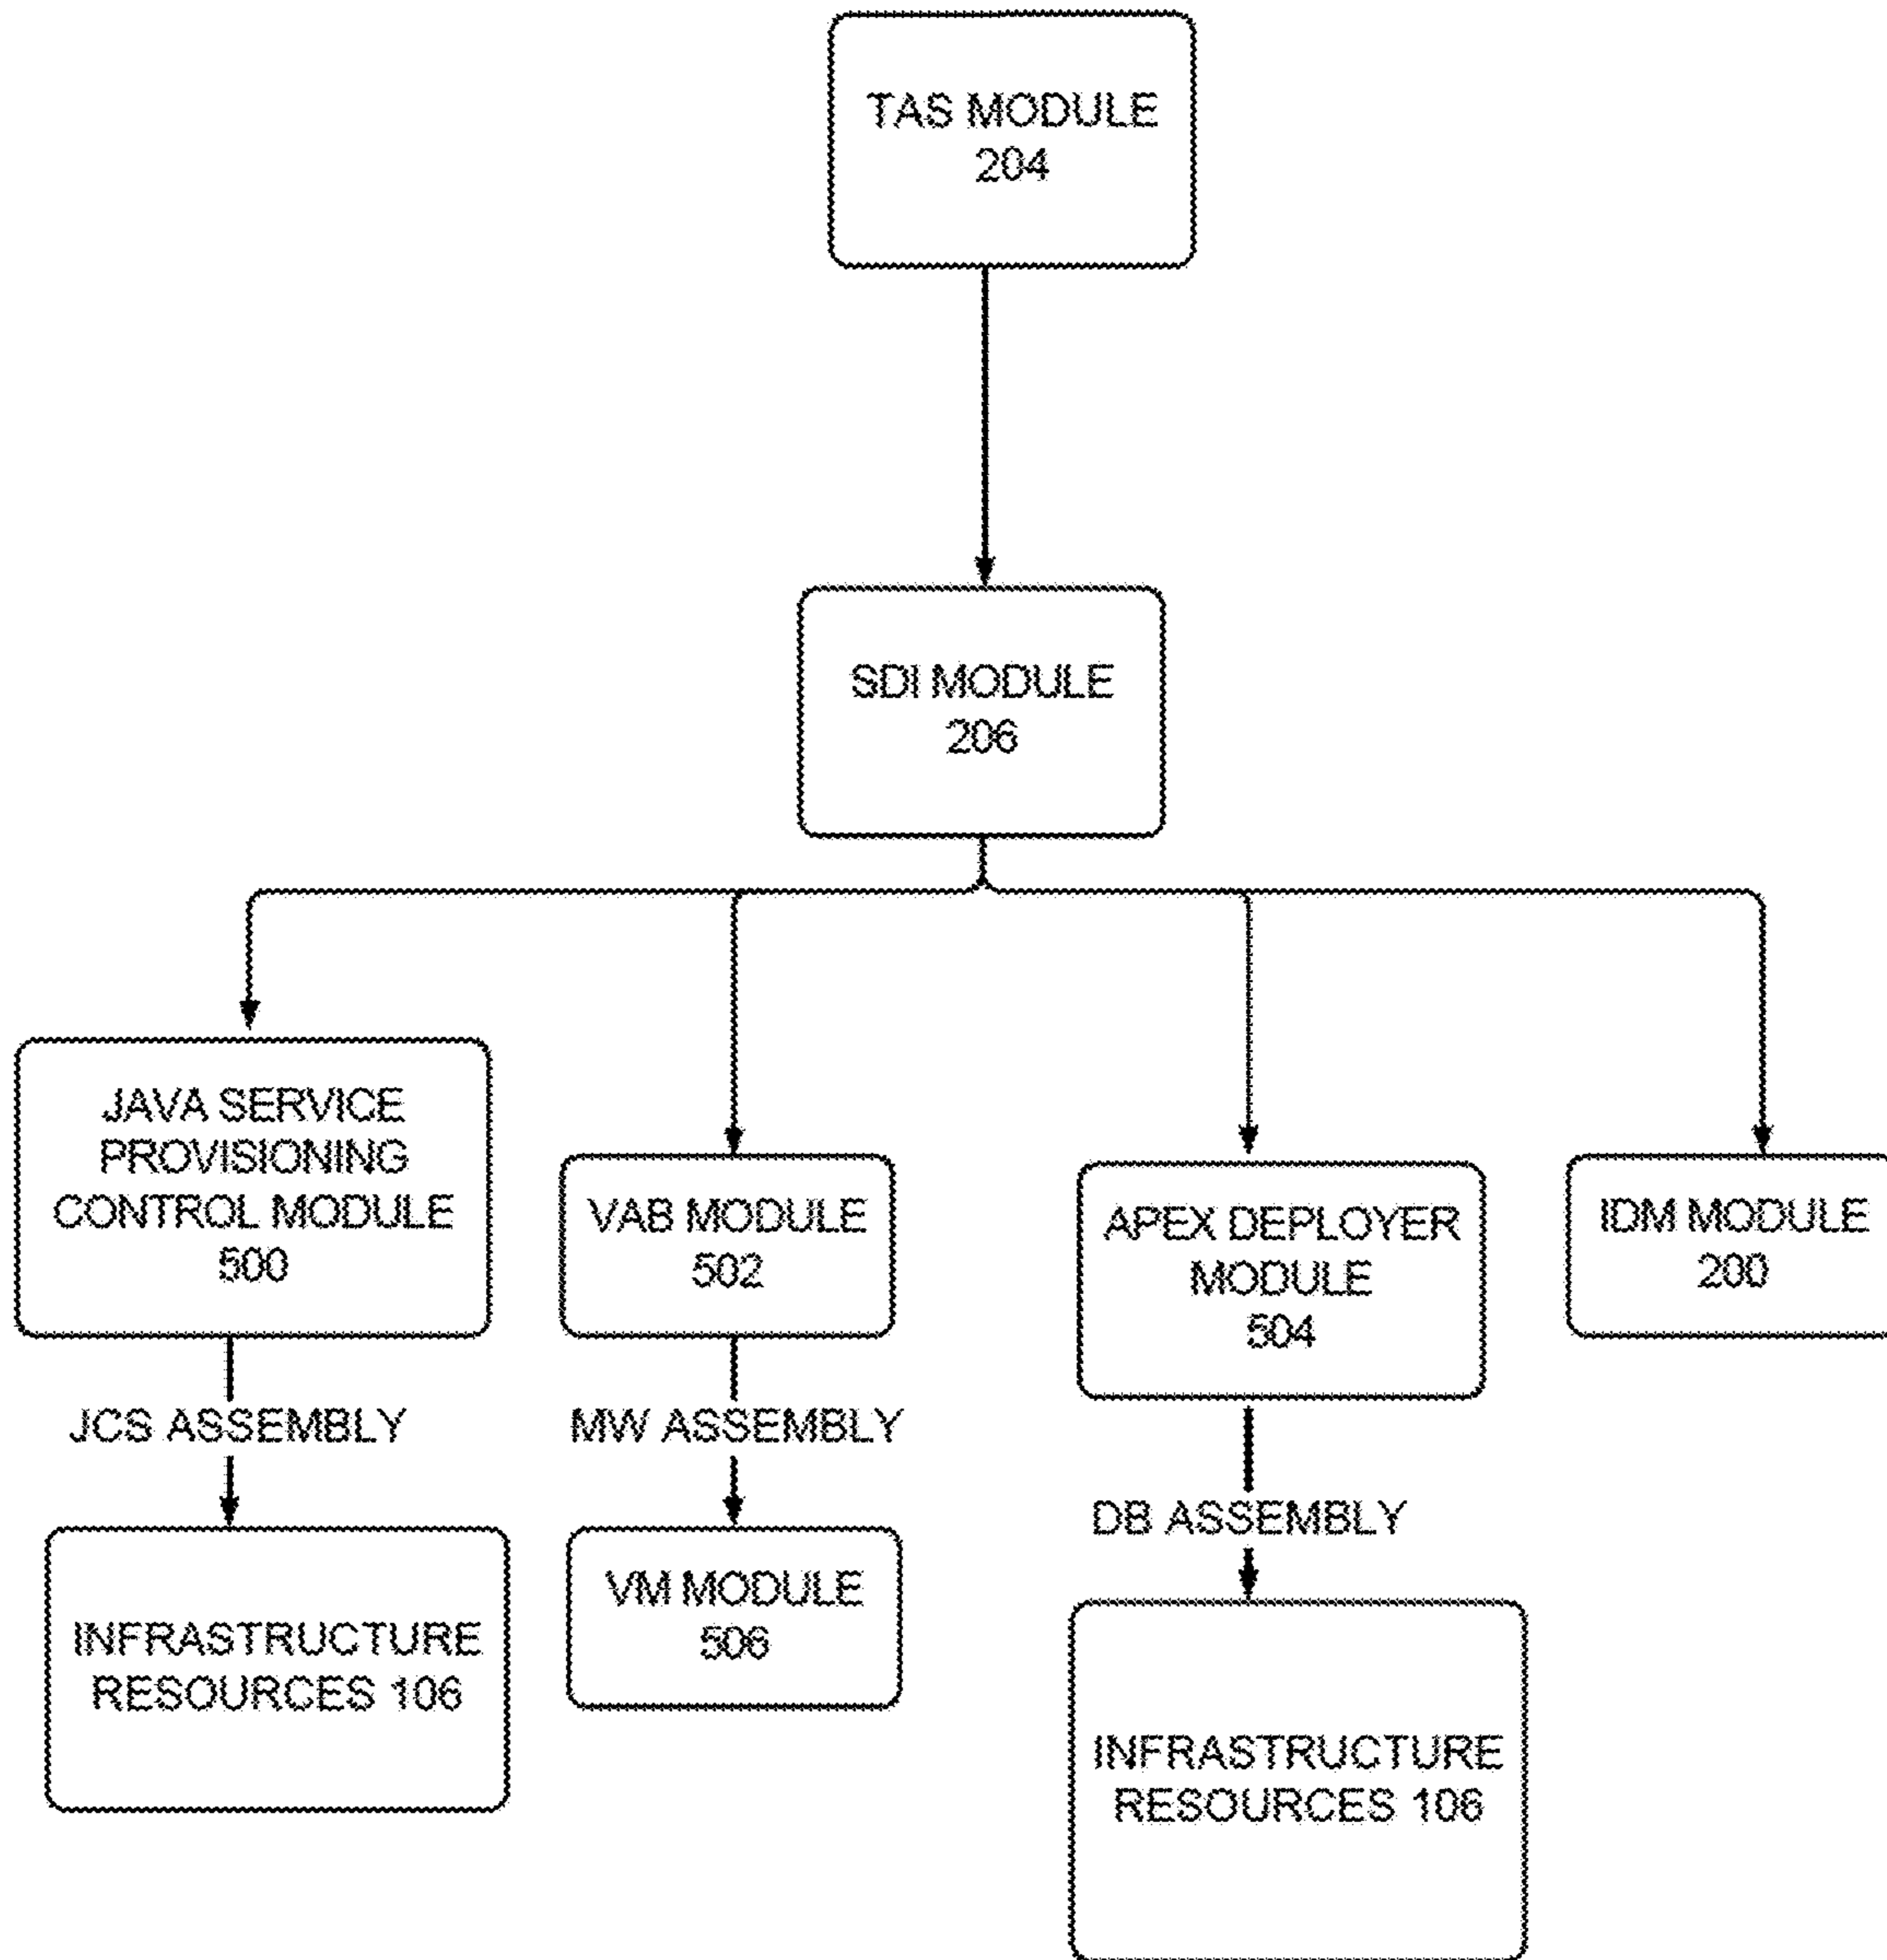 TAS MODULE
204
SDI MODULE
206
JAVA SERVICE
PROVISIONING
CONTROL MODULE
500
VAB MODULE
502
APEX DEPLOYER
MODULE
504
IDM MODULE
200
JCS ASSEMBLY
MW ASSEMBLY
DB ASSEMBLY
INFRASTRUCTURE
RESOURCES 106
VM MODULE
506
INFRASTRUCTURE
RESOURCES 106